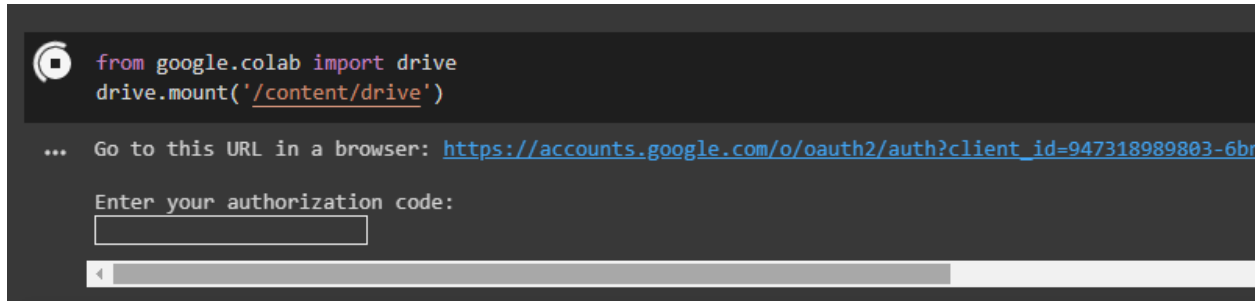 from google.colab import drive
drive.mount('/content/drive')
... Go to this URL in a browser: https://accounts.google.com/o/oauth2/auth?client_id=947318989803-6bn
Enter your authorization code: